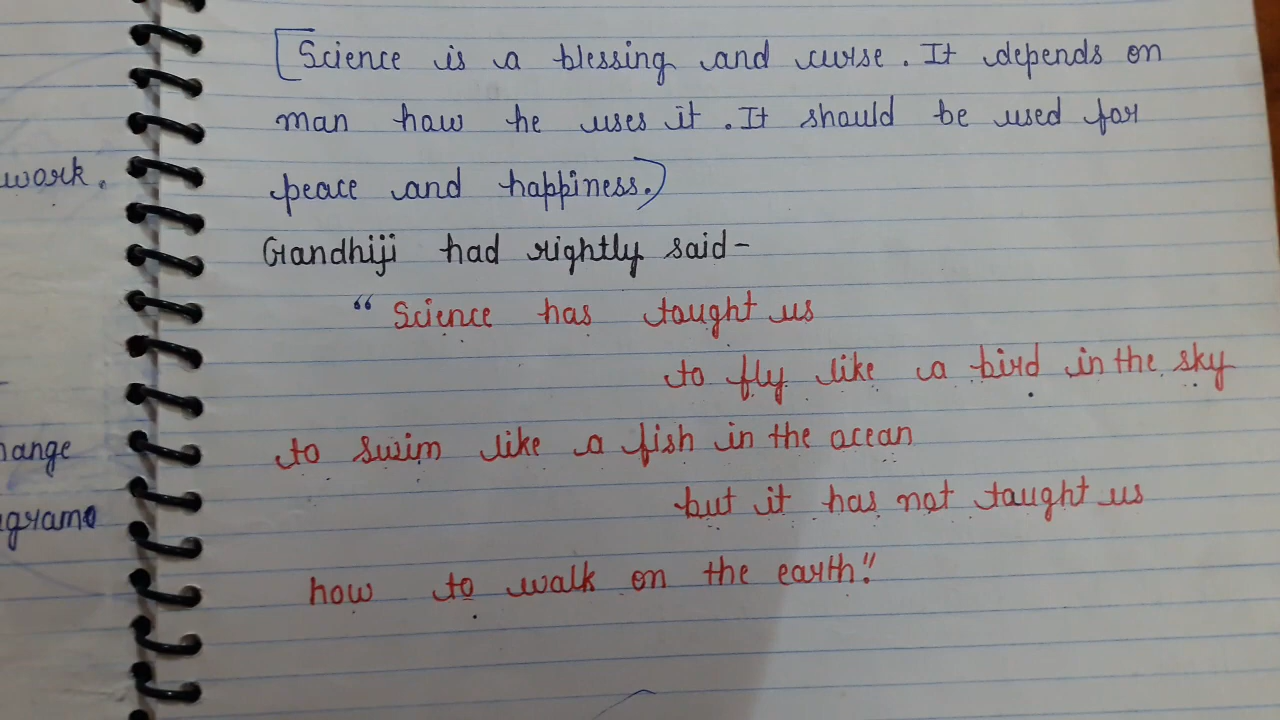 work.
hange
grame
[Science is a blessing and curse. It depends on
man how he uses it. It should be used for
peace and happiness.)
Gandhiji had rightly said-
“ Science has taught us
to fly like a bird in the sky
to swim like a fish in the ocean
but it has not taught us
how to walk on the earth."